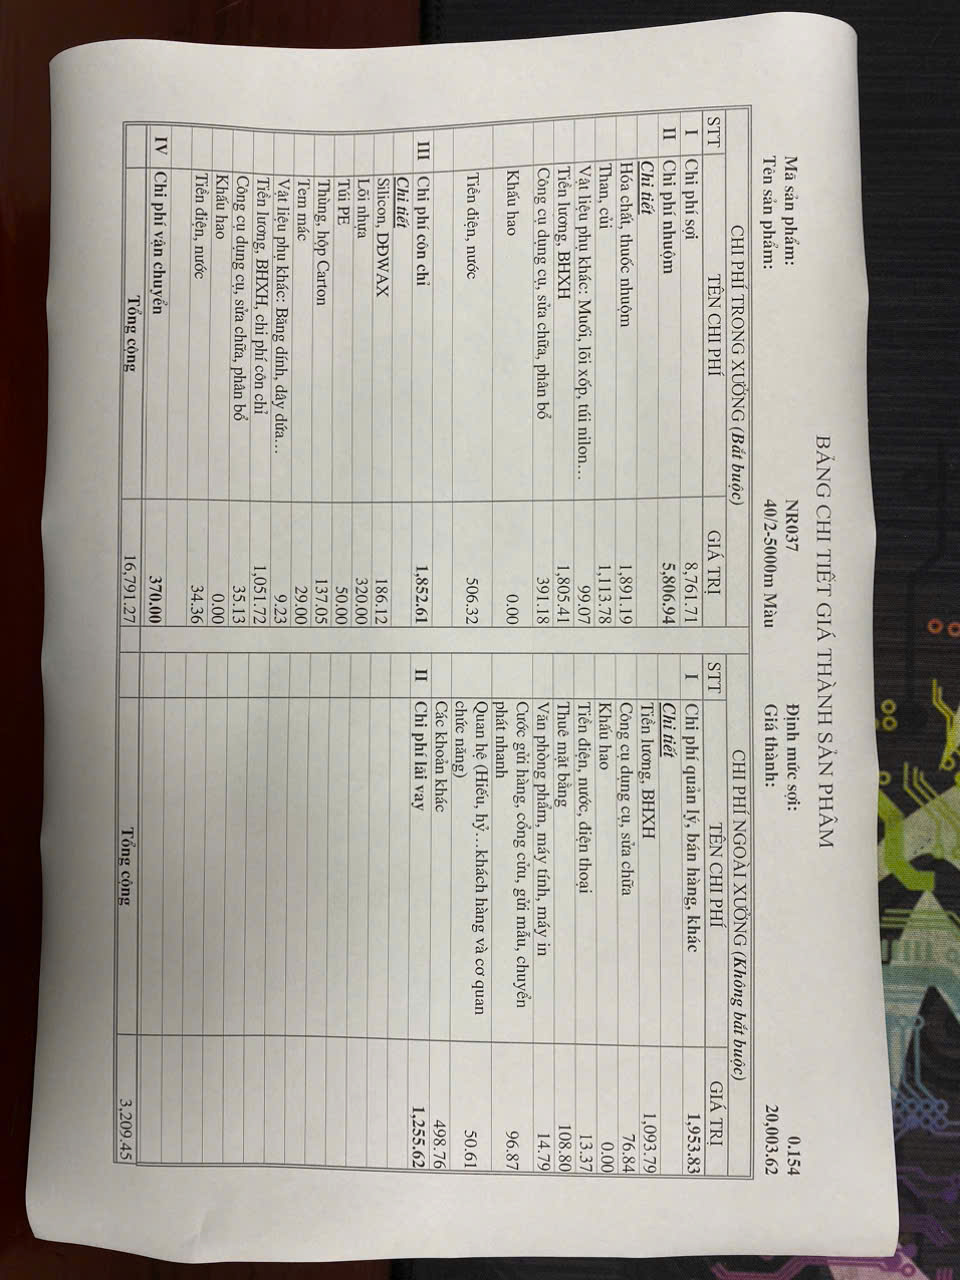 BẢNG CHI TIẾT GIÁ THÀNH SẢN PHẨM
Mã sản phẩm: NR037 Định mức sợi: 0.154
Tên sản phẩm: 40/2-5000m Màu Giá thành: 20,003.62
CHI PHÍ TRONG XƯỞNG (Bắt buộc)
STT TÊN CHI PHÍ GIÁ TRỊ
I Chi phí sợi 8,761.71
II Chi phí nhuộm 5,806.94
Chi tiết
Hóa chất, thuốc nhuộm 1,891.19
Than, củi 1,113.78
Vật liệu phụ khác: Muối, lõi xốp, túi nilon… 99.07
Tiền lương, BHXH 1,805.41
Công cụ dụng cụ, sửa chữa, phân bổ 391.18
Khấu hao 0.00
Tiền điện, nước 506.32
III Chi phí côn chỉ 1,852.61
Chi tiết
Silicon, DĐWAX 186.12
Lõi nhựa 320.00
Túi PE 50.00
Thùng, hộp Carton 137.05
Tem mác 29.00
Vật liệu phụ khác: Băng dính, dây dứa… 9.23
Tiền lương, BHXH, chi phí côn chỉ 1,051.72
Công cụ dụng cụ, sửa chữa, phân bổ 35.13
Khấu hao 0.00
Tiền điện, nước 34.36
IV Chi phí vận chuyển 370.00
Tổng cộng 16,791.27
CHI PHÍ NGOÀI XƯỞNG (Không bắt buộc)
STT TÊN CHI PHÍ GIÁ TRỊ
I Chi phí quản lý, bán hàng, khác 1,953.83
Chi tiết
Tiền lương, BHXH 1,093.79
Công cụ dụng cụ, sửa chữa 76.84
Khấu hao 0.00
Tiền điện, nước, điện thoại 13.37
Thuê mặt bằng 108.80
Văn phòng phẩm, máy tính, máy in 14.79
Cước gửi hàng, cổng cửu, gửi mẫu, chuyển
phát nhanh 96.87
Quan hệ (Hiếu, hỷ…khách hàng và cơ quan
chức năng) 50.61
Các khoản khác 498.76
II Chi phí lãi vay 1,255.62
Tổng cộng 3,209.45